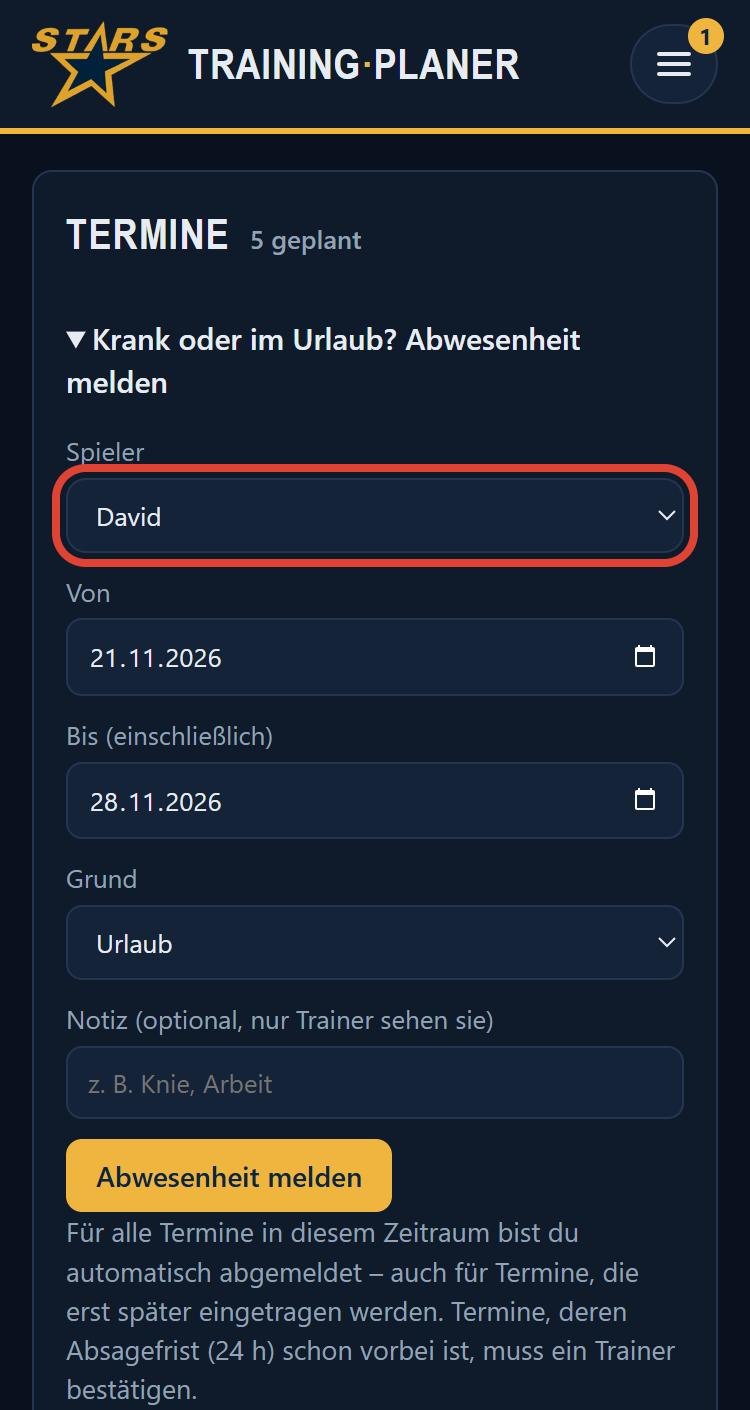 STARS
TRAINING·PLANER
1
TERMINE 5 geplant
▼ Krank oder im Urlaub? Abwesenheit
melden
Spieler
David
Von
21.11.2026
Bis (einschließlich)
28.11.2026
Grund
Urlaub
Notiz (optional, nur Trainer sehen sie)
z. B. Knie, Arbeit
Abwesenheit melden
Für alle Termine in diesem Zeitraum bist du
automatisch abgemeldet – auch für Termine, die
erst später eingetragen werden. Termine, deren
Absagefrist (24 h) schon vorbei ist, muss ein Trainer
bestätigen.